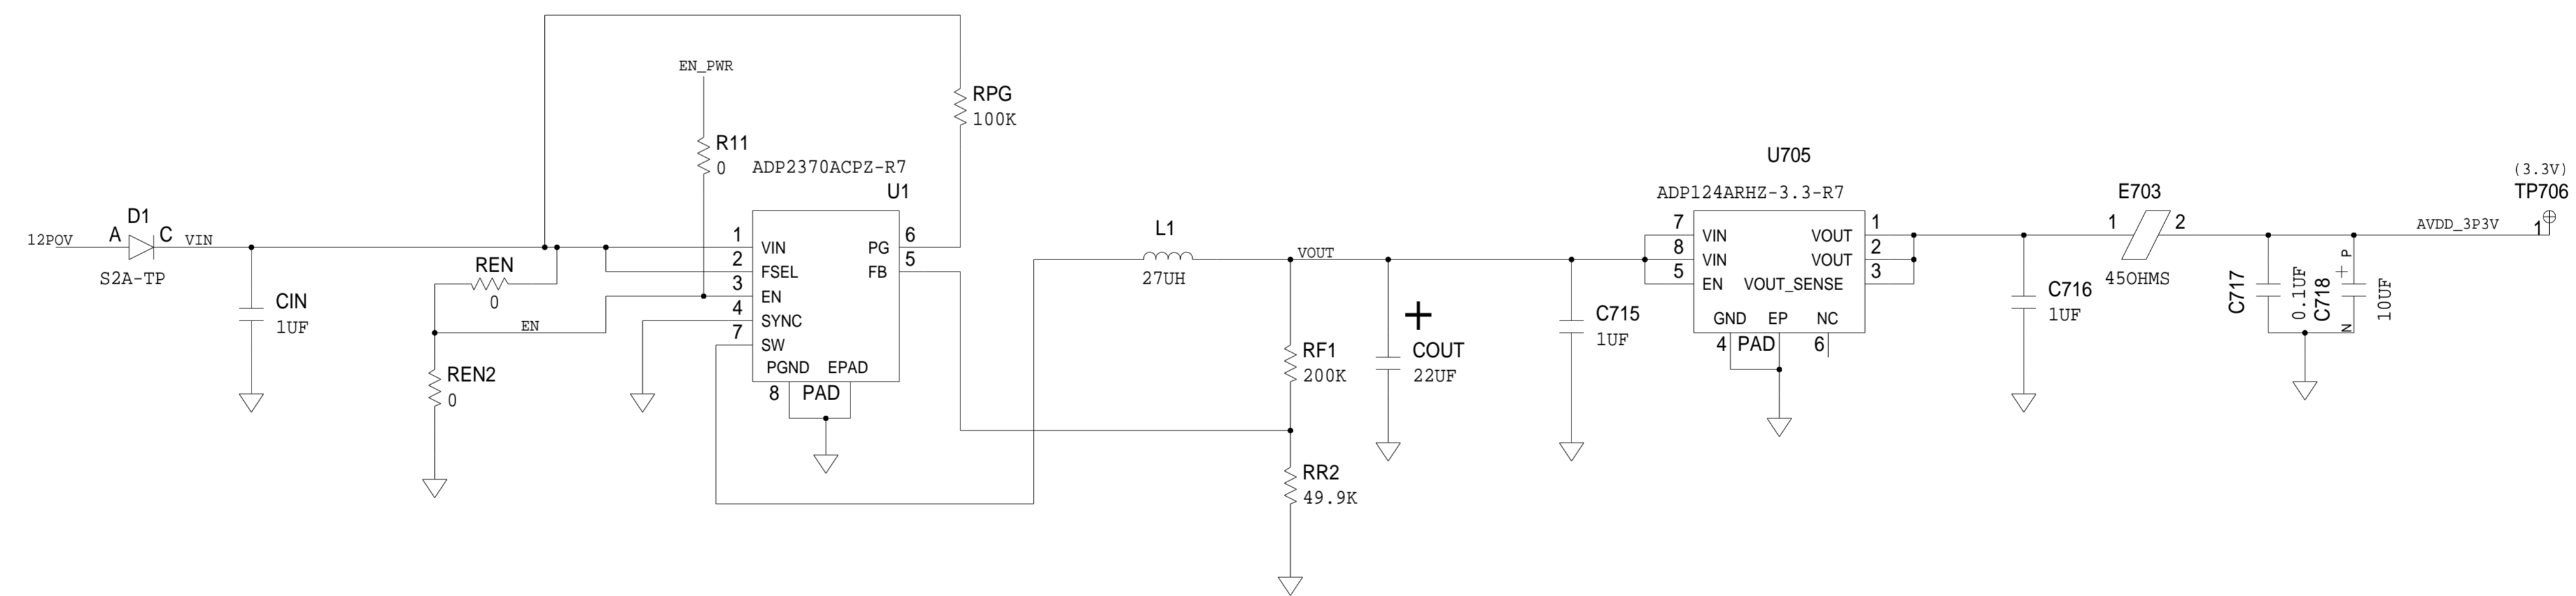 12POV
D1
A
C
VIN
S2A-TP
CIN
1UF
REN
0
EN
REN2
0
EN_PWR
R11
0
ADP2370ACPZ-R7
U1
RPG
100K
1
VIN
PG
6
2
FSEL
FB
5
3
EN
4
SYNC
7
SW
PGND
EPAD
8
PAD
L1
27UH
VOUT
RF1
200K
RR2
49.9K
+
COUT
22UF
C715
1UF
U705
ADP124ARHZ-3.3-R7
7
VIN
VOUT
1
8
VIN
VOUT
2
5
EN
VOUT_SENSE
3
GND
EP
NC
4
PAD
6
C716
1UF
E703
1
2
45OHMS
C717
0.1UF
C718
+
P
N
10UF
AVDD_3P3V
(3.3V)
TP706
1